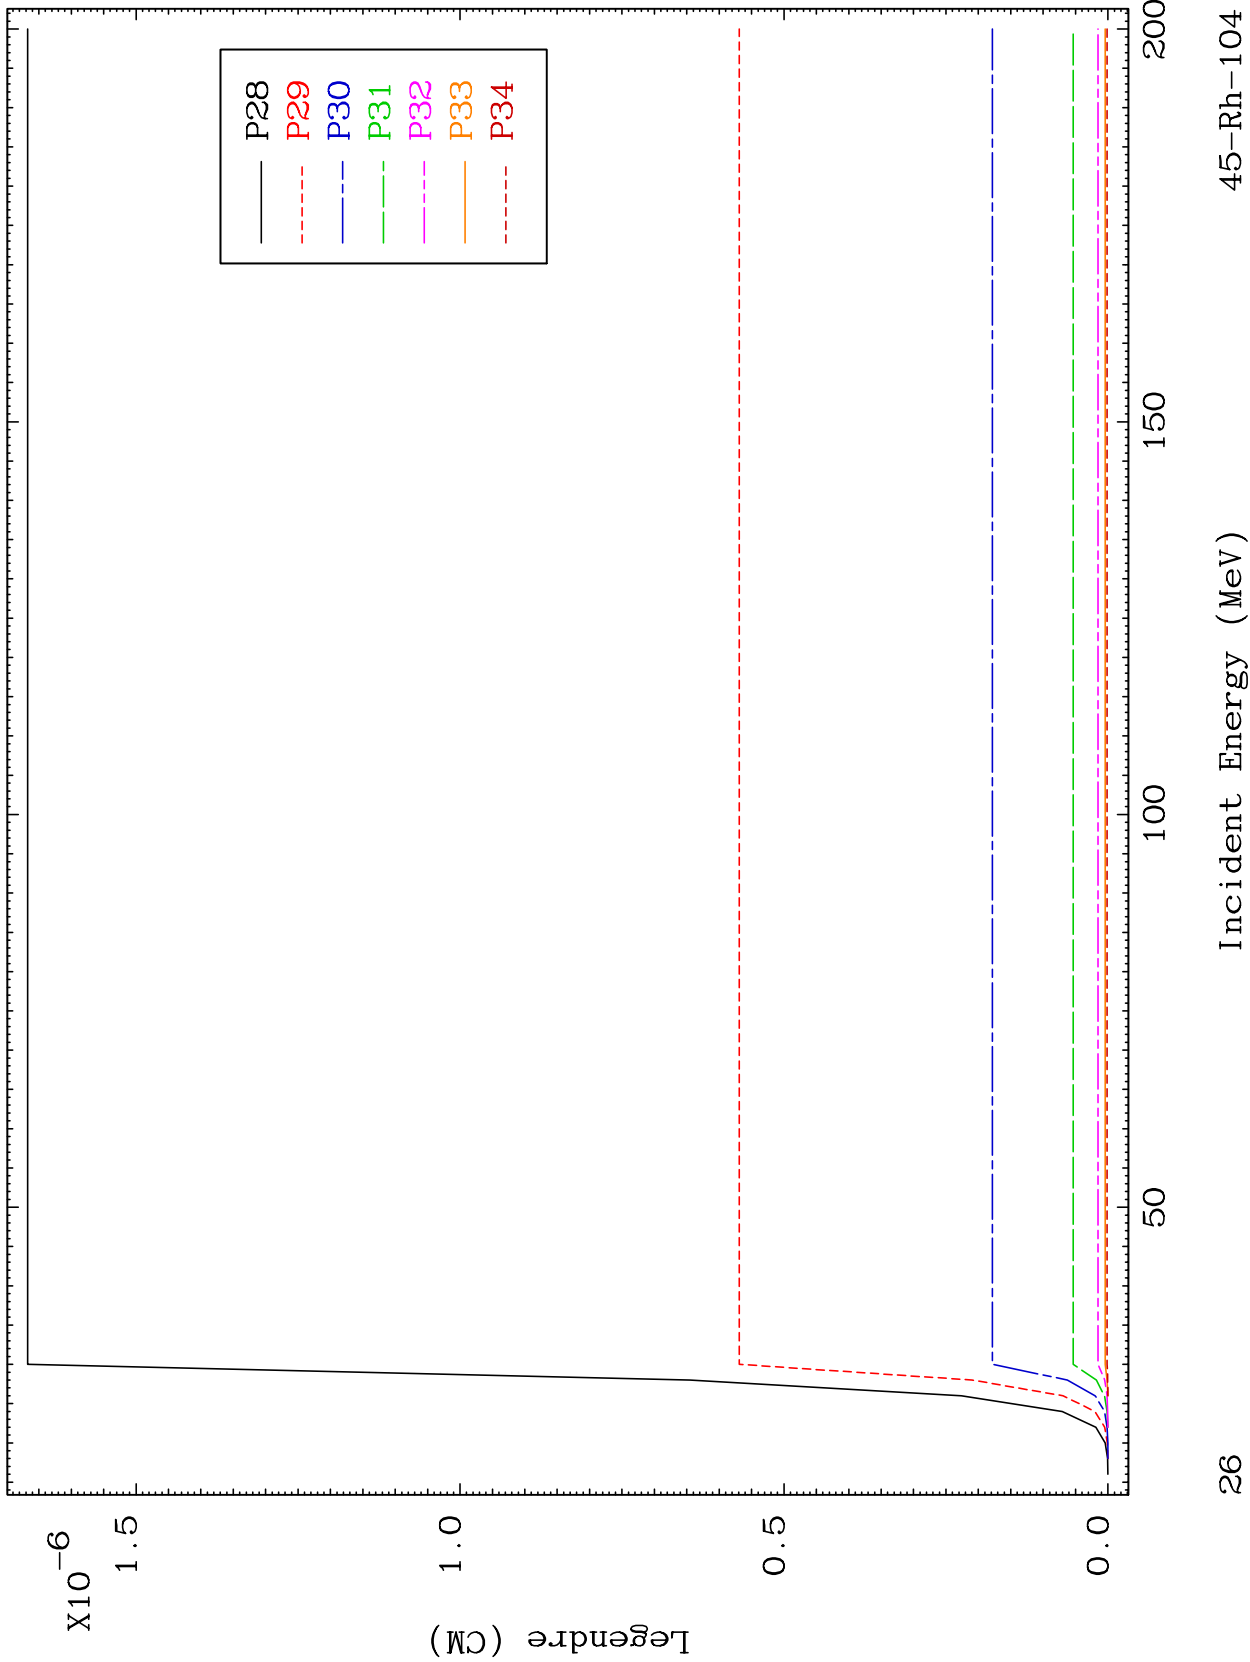 X10-6
1.5
1.0
0.5
0.0
Legendre (CM)
P28
P29
P30
P31
P32
P33
P34
50
100
150
200
Incident Energy (MeV)
26
45-Rh-104